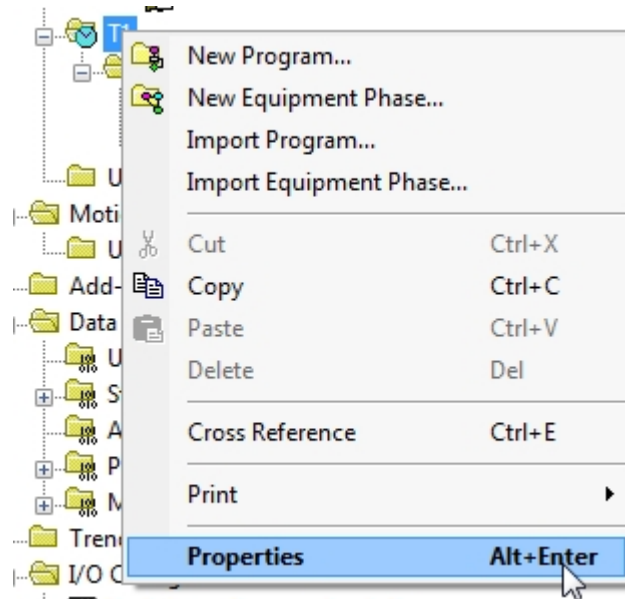 New Program...
New Equipment Phase...
Import Program...
Import Equipment Phase...
Moti
Cut Ctrl+X
Add-
Copy Ctrl+C
Data
Paste Ctrl+V
Delete Del
Cross Reference Ctrl+E
Print
Tren
Properties Alt+Enter
I/O